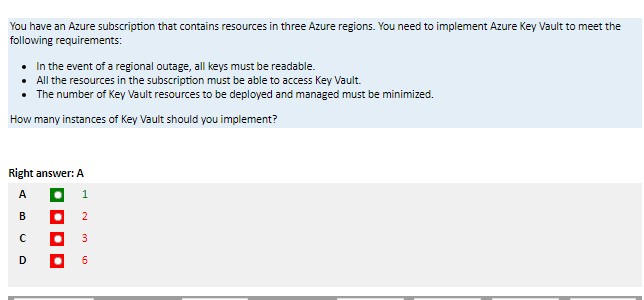 You have an Azure subscription that contains resources in three Azure regions. You need to implement Azure Key Vault to meet the
following requirements:
• In the event of a regional outage, all keys must be readable.
• All the resources in the subscription must be able to access Key Vault.
• The number of Key Vault resources to be deployed and managed must be minimized.
How many instances of Key Vault should you implement?
Right answer: A
A 1
B 2
C 3
D 6